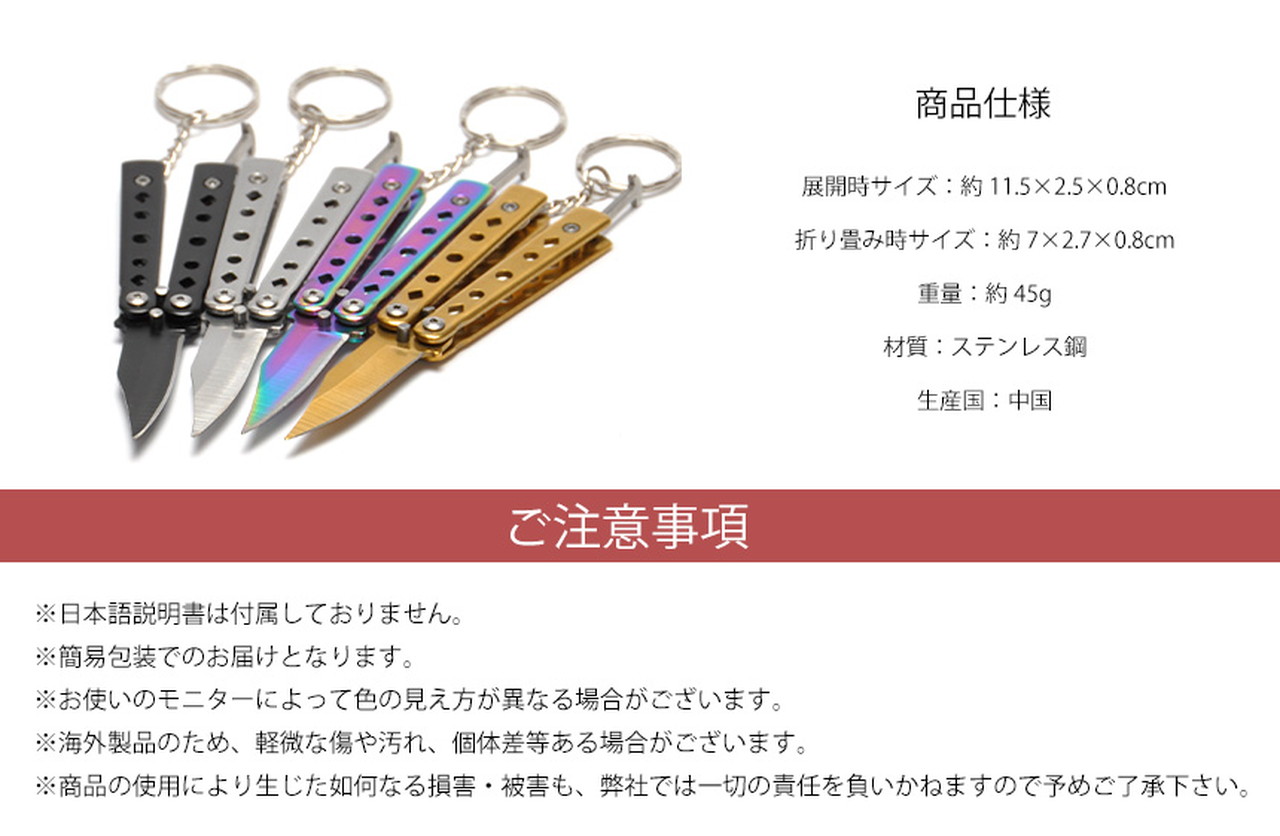 商品仕様
展開時サイズ：約 11.5×2.5×0.8cm
折り畳み時サイズ：約 7×2.7×0.8cm
重量：約 45g
材質：ステンレス鋼
生産国：中国
ご注意事項
※日本語説明書は付属しておりません。
※簡易包装でのお届けとなります。
※お使いのモニターによって色の見え方が異なる場合がございます。
※海外製品のため、軽微な傷や汚れ、個体差等ある場合がございます。
※商品の使用により生じた如何なる損害・被害も、弊社では一切の責任を負いかねますので予めご了承下さい。